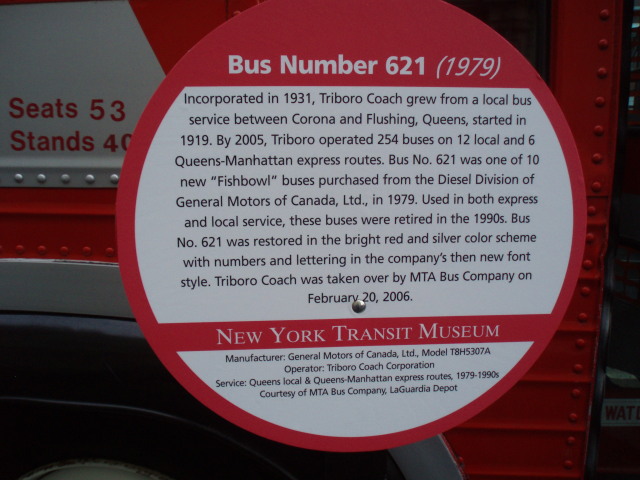 Bus Number 621 (1979)
Incorporated in 1931, Triboro Coach grew from a local bus
service between Corona and Flushing, Queens, started in
1919. By 2005, Triboro operated 254 buses on 12 local and 6
Queens-Manhattan express routes. Bus No. 621 was one of 10
new “Fishbowl” buses purchased from the Diesel Division of
General Motors of Canada, Ltd., in 1979. Used in both express
and local service, these buses were retired in the 1990s. Bus
No. 621 was restored in the bright red and silver color scheme
with numbers and lettering in the company's then new font
style. Triboro Coach was taken over by MTA Bus Company on
February 20, 2006.
NEW YORK TRANSIT MUSEUM
Manufacturer: General Motors of Canada, Ltd., Model T8H5307A
Operator: Triboro Coach Corporation
Service: Queens local & Queens-Manhattan express routes, 1979-1990s
Courtesy of MTA Bus Company, LaGuardia Depot
Seats 53
Stands 40